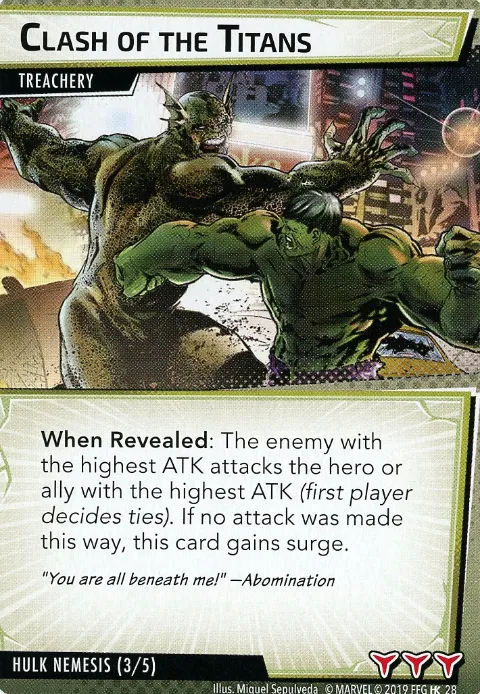 CLASH OF THE TITANS
TREACHERY
When Revealed: The enemy with
the highest ATK attacks the hero or
ally with the highest ATK (first player
decides ties). If no attack was made
this way, this card gains surge.
"You are all beneath me!" —Abomination
HULK NEMESIS (3/5)
Illus. Miguel Sepulveda © MARVEL © 2019 FFG HK 28